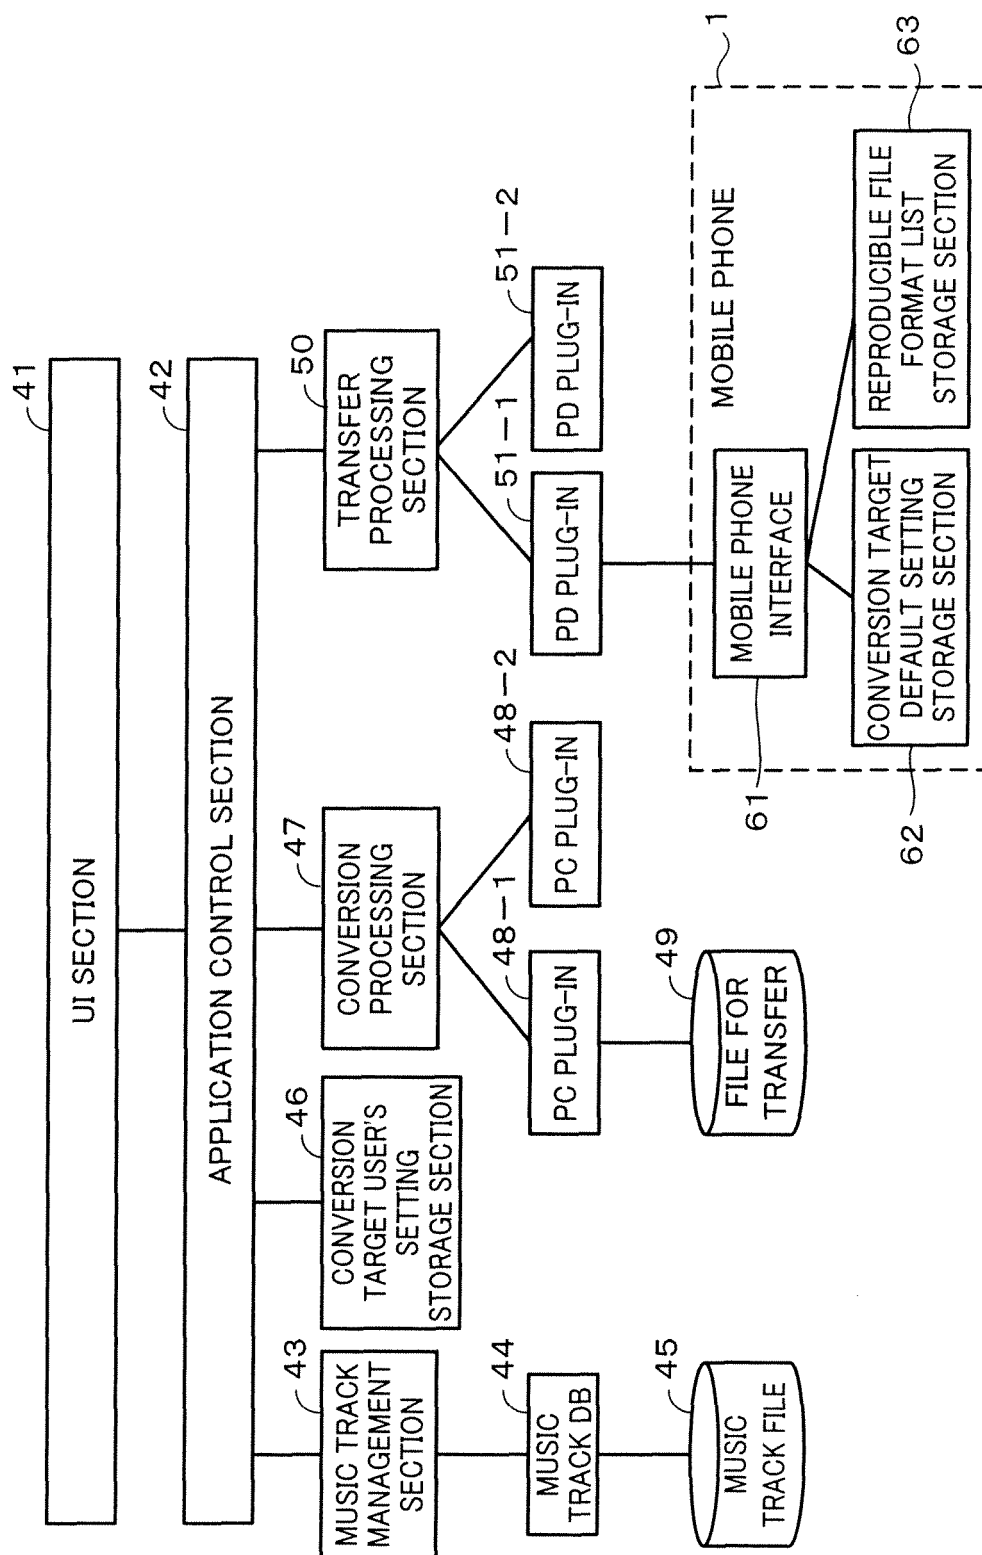 41
UI SECTION
42
APPLICATION CONTROL SECTION
43
MUSIC TRACK
MANAGEMENT
SECTION
46
CONVERSION
TARGET USER'S
SETTING
STORAGE SECTION
47
CONVERSION
PROCESSING
SECTION
50
TRANSFER
PROCESSING
SECTION
44
MUSIC
TRACK DB
48-1
PC PLUG-IN
48-2
PC PLUG-IN
51-1
PD PLUG-IN
51-2
PD PLUG-IN
45
MUSIC
TRACK FILE
49
FILE FOR
TRANSFER
1
MOBILE PHONE
61
MOBILE PHONE
INTERFACE
62
CONVERSION TARGET
DEFAULT SETTING
STORAGE SECTION
63
REPRODUCIBLE FILE
FORMAT LIST
STORAGE SECTION